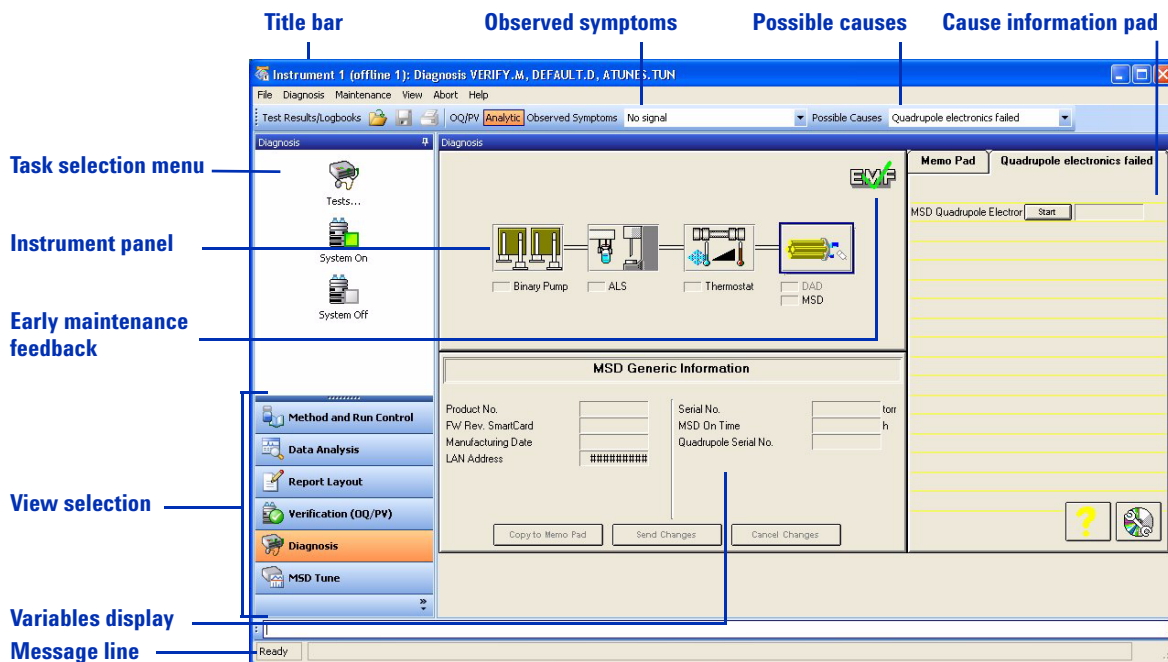 Title bar
Observed symptoms
Possible causes
Cause information pad
Instrument 1 (offline 1): Diagnosis VERIFY.M, DEFAULT.D, ATUNES.TUN
File Diagnosis Maintenance View Abort Help
Test Results/Logbooks OQ/PV Analytic Observed Symptoms No signal Possible Causes Quadrupole electronics failed
Diagnosis
Diagnosis
Memo Pad
Quadrupole electronics failed
Task selection menu
Tests...
EMF
MSD Quadrupole Electror Start
Instrument panel
System On
Binary Pump
ALS
Thermostat
DAD
MSD
System Off
Early maintenance
feedback
MSD Generic Information
Product No.
Serial No.
torr
FW Rev. SmartCard
MSD On Time
h
Manufacturing Date
Quadrupole Serial No.
LAN Address
##########
Method and Run Control
Data Analysis
Report Layout
View selection
Verification (OQ/PV)
Copy to Memo Pad
Send Changes
Cancel Changes
?
Diagnosis
MSD Tune
Variables display
Message line
Ready